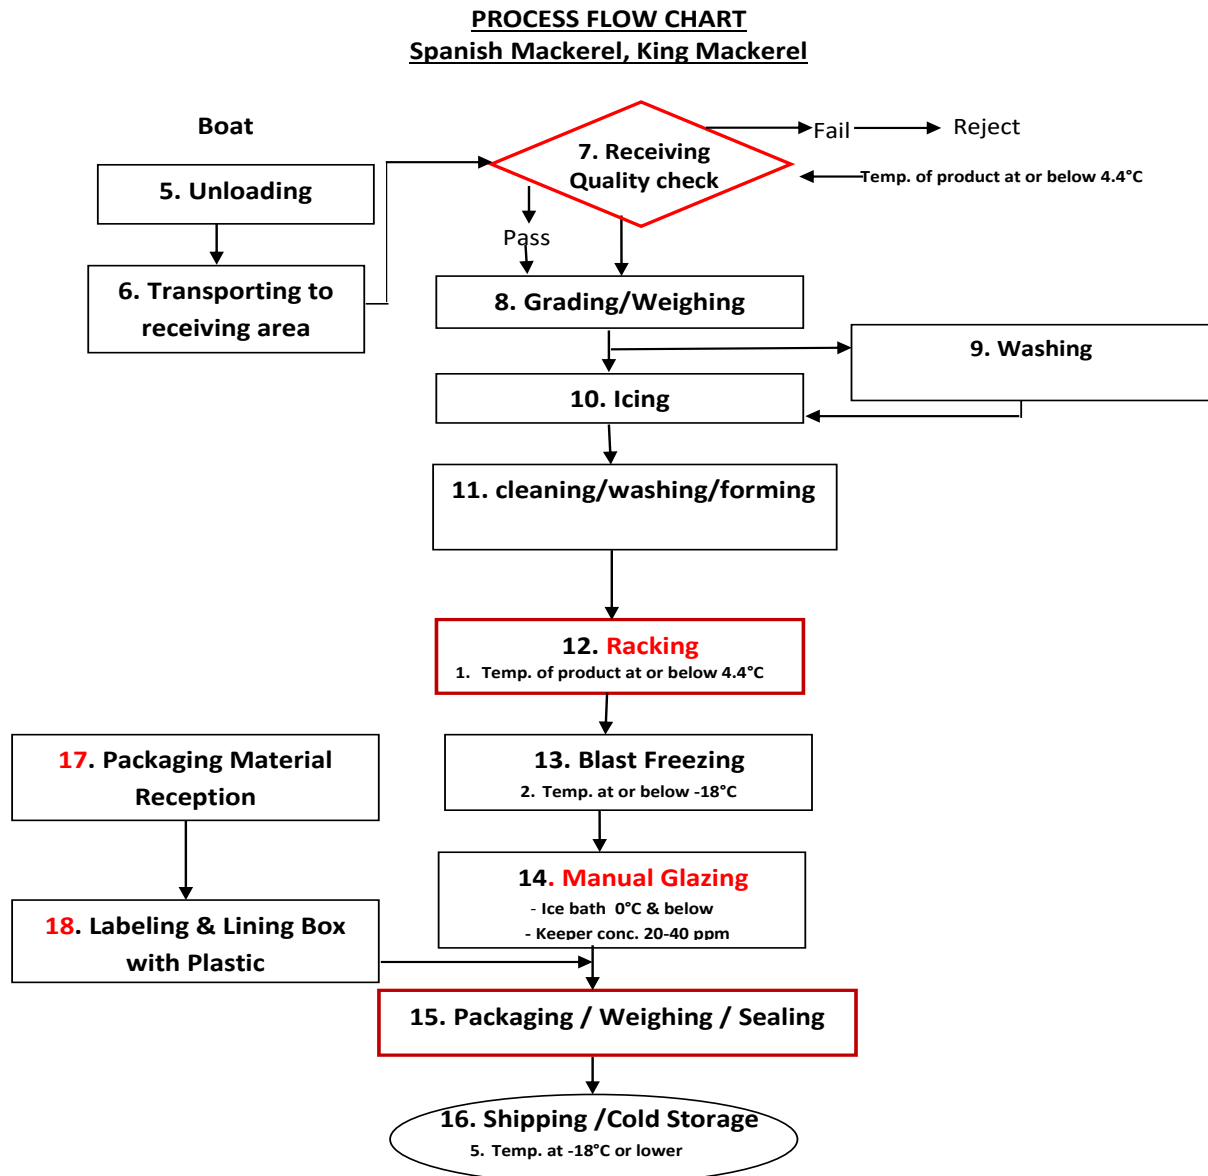 PROCESS FLOW CHART
Spanish Mackerel, King Mackerel
Boat
5. Unloading
6. Transporting to
receiving area
7. Receiving
Quality check
Fail
Reject
Temp. of product at or below 4.4°C
Pass
8. Grading/Weighing
9. Washing
10. Icing
11. cleaning/washing/forming
12. Racking
1. Temp. of product at or below 4.4°C
13. Blast Freezing
2. Temp. at or below -18°C
14. Manual Glazing
- Ice bath 0°C & below
- Keeper conc. 20-40 ppm
17. Packaging Material
Reception
18. Labeling & Lining Box
with Plastic
15. Packaging / Weighing / Sealing
16. Shipping /Cold Storage
5. Temp. at -18°C or lower